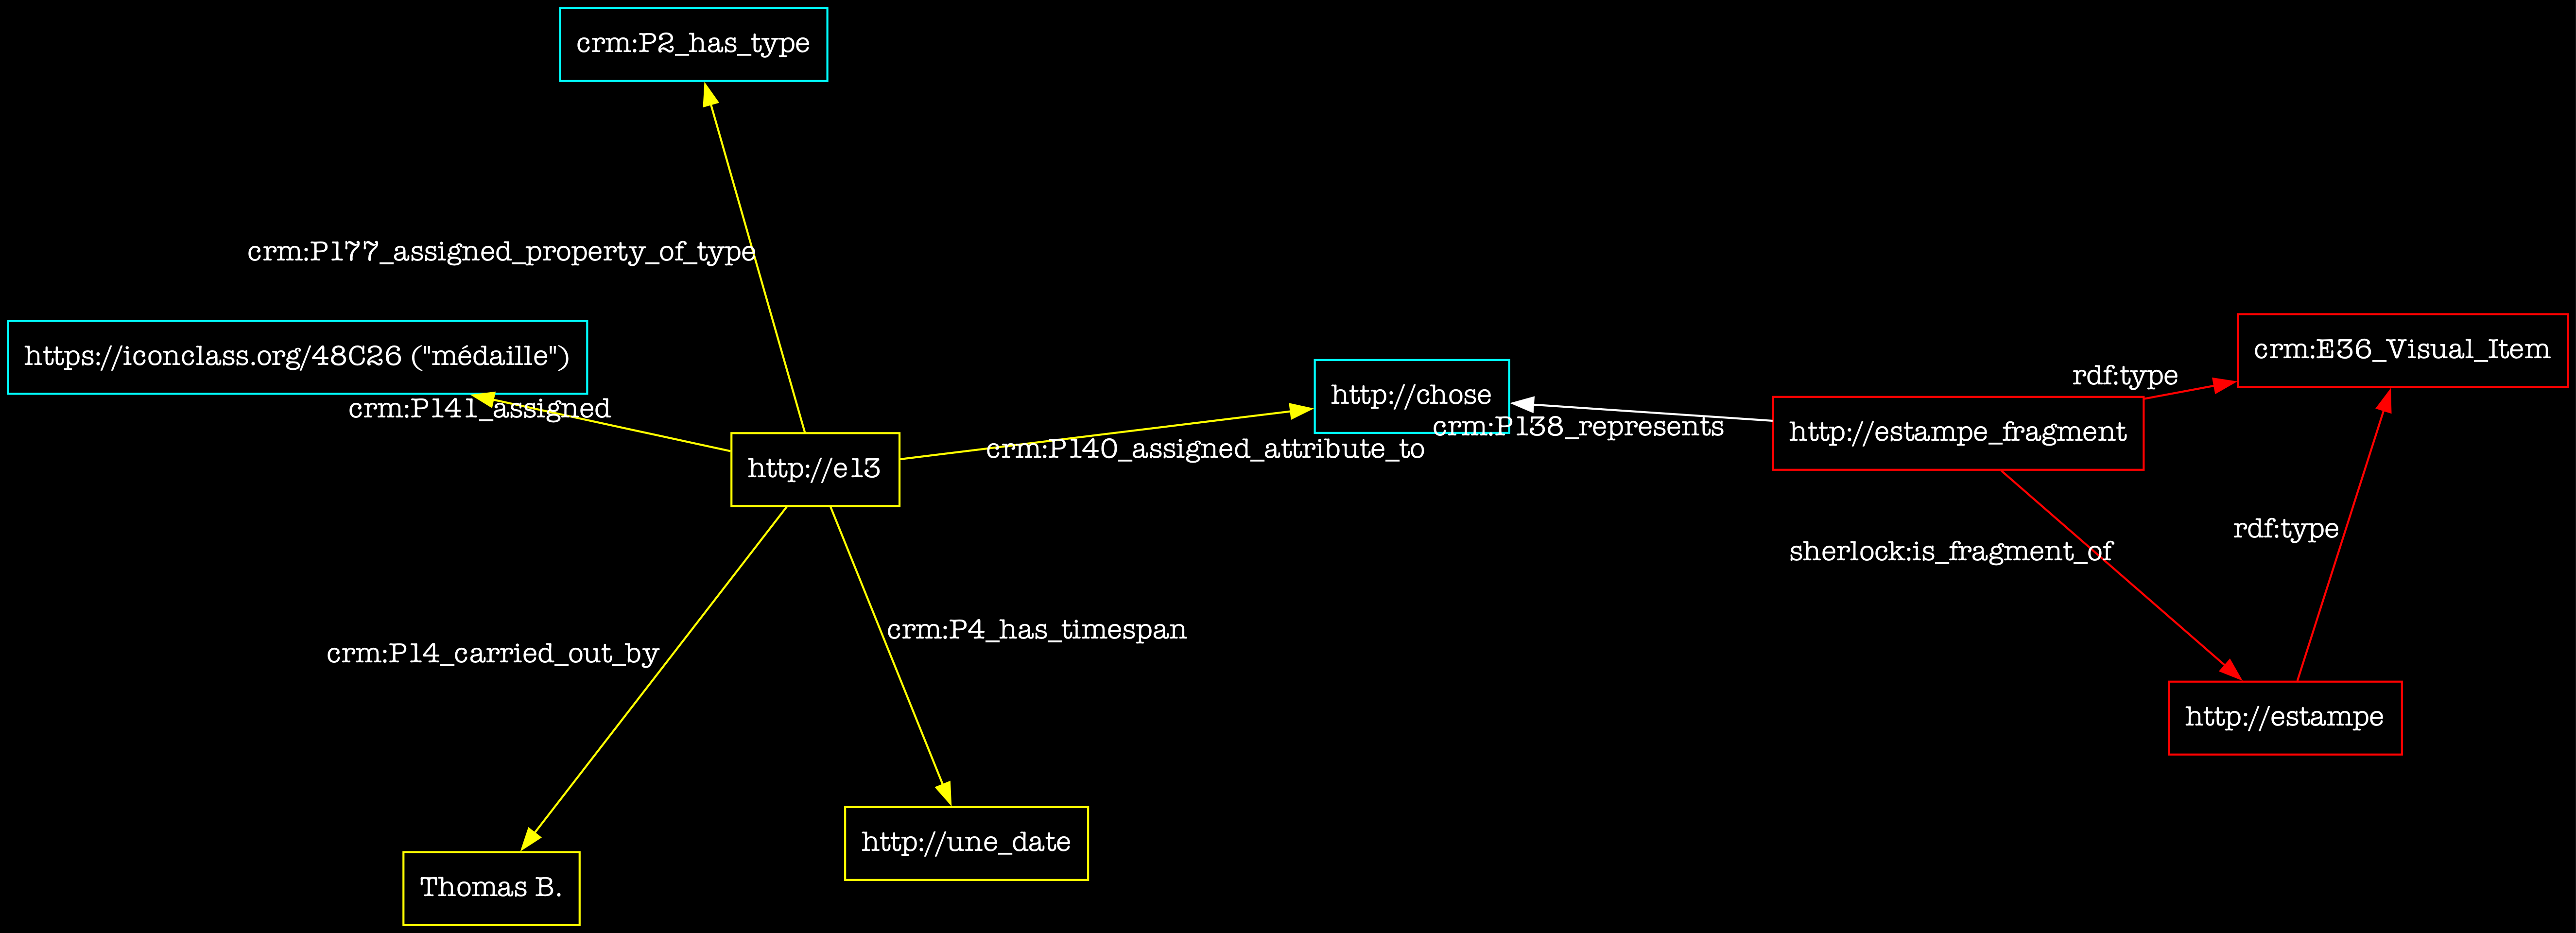 crm:P2_has_type
crm:P177_assigned_property_of_type
https://iconclass.org/48C26 ("médaille")
crm:P141_assigned
http://e13
crm:P140_assigned_attribute_to
http://chose
crm:P138_represents
http://estampe_fragment
rdf:type
crm:E36_Visual_Item
sherlock:is_fragment_of
rdf:type
http://estampe
crm:P14_carried_out_by
crm:P4_has_timespan
http://une_date
Thomas B.